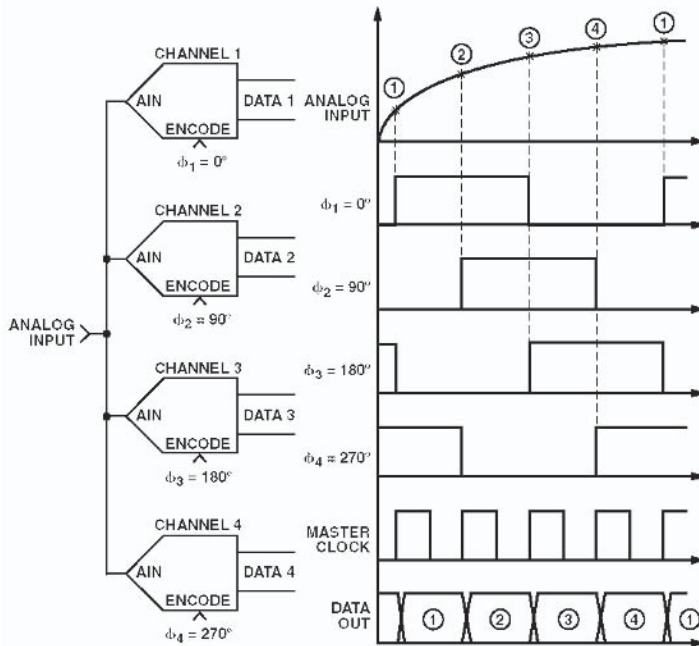 CHANNEL 1
AIN
DATA 1
ENCODE
ϕ1 = 0°
CHANNEL 2
AIN
DATA 2
ENCODE
ϕ2 = 90°
ANALOG
INPUT
CHANNEL 3
AIN
DATA 3
ENCODE
ϕ3 = 180°
CHANNEL 4
AIN
DATA 4
ENCODE
ϕ4 = 270°
① ② ③ ④ ①
ANALOG
INPUT
ϕ1 = 0°
ϕ2 = 90°
ϕ3 = 180°
ϕ4 = 270°
MASTER
CLOCK
DATA
OUT
① ② ③ ④ ①